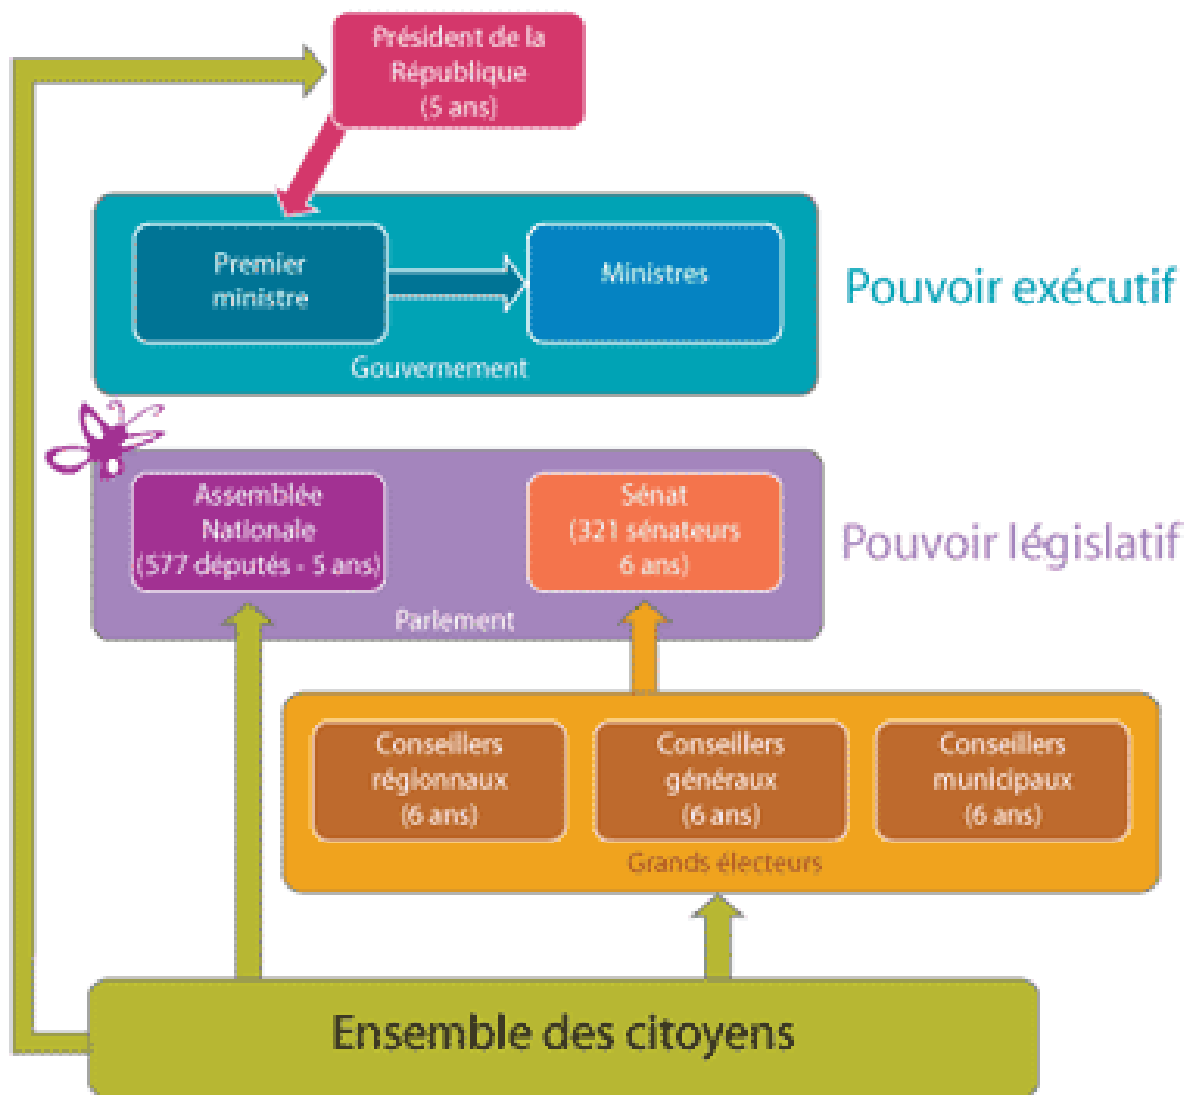 Président de la
République
(5 ans)
Premier
ministre
Ministres
Gouvernement
Pouvoir exécutif
Assemblée
Nationale
(577 députés - 5 ans)
Sénat
(321 sénateurs
6 ans)
Parlement
Pouvoir législatif
Conseillers
régionnaux
(6 ans)
Conseillers
généraux
(6 ans)
Conseillers
municipaux
(6 ans)
Grands électeurs
Ensemble des citoyens